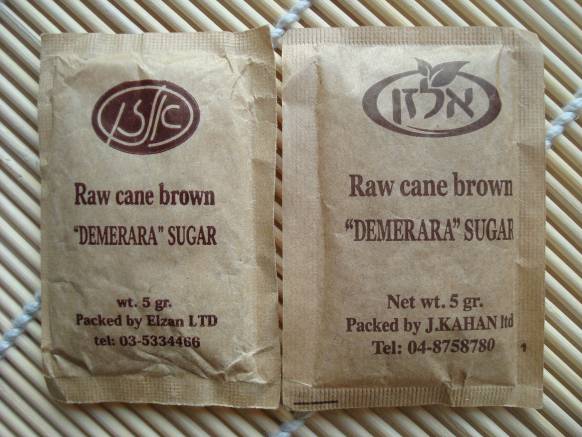 אלזן
Raw cane brown
"DEMERARA" SUGAR
wt. 5 gr.
Packed by Elzan LTD
tel: 03-5334466
אלזן
Raw cane brown
"DEMERARA" SUGAR
Net wt. 5 gr.
Packed by J.KAHAN ltd
Tel: 04-8758780
1